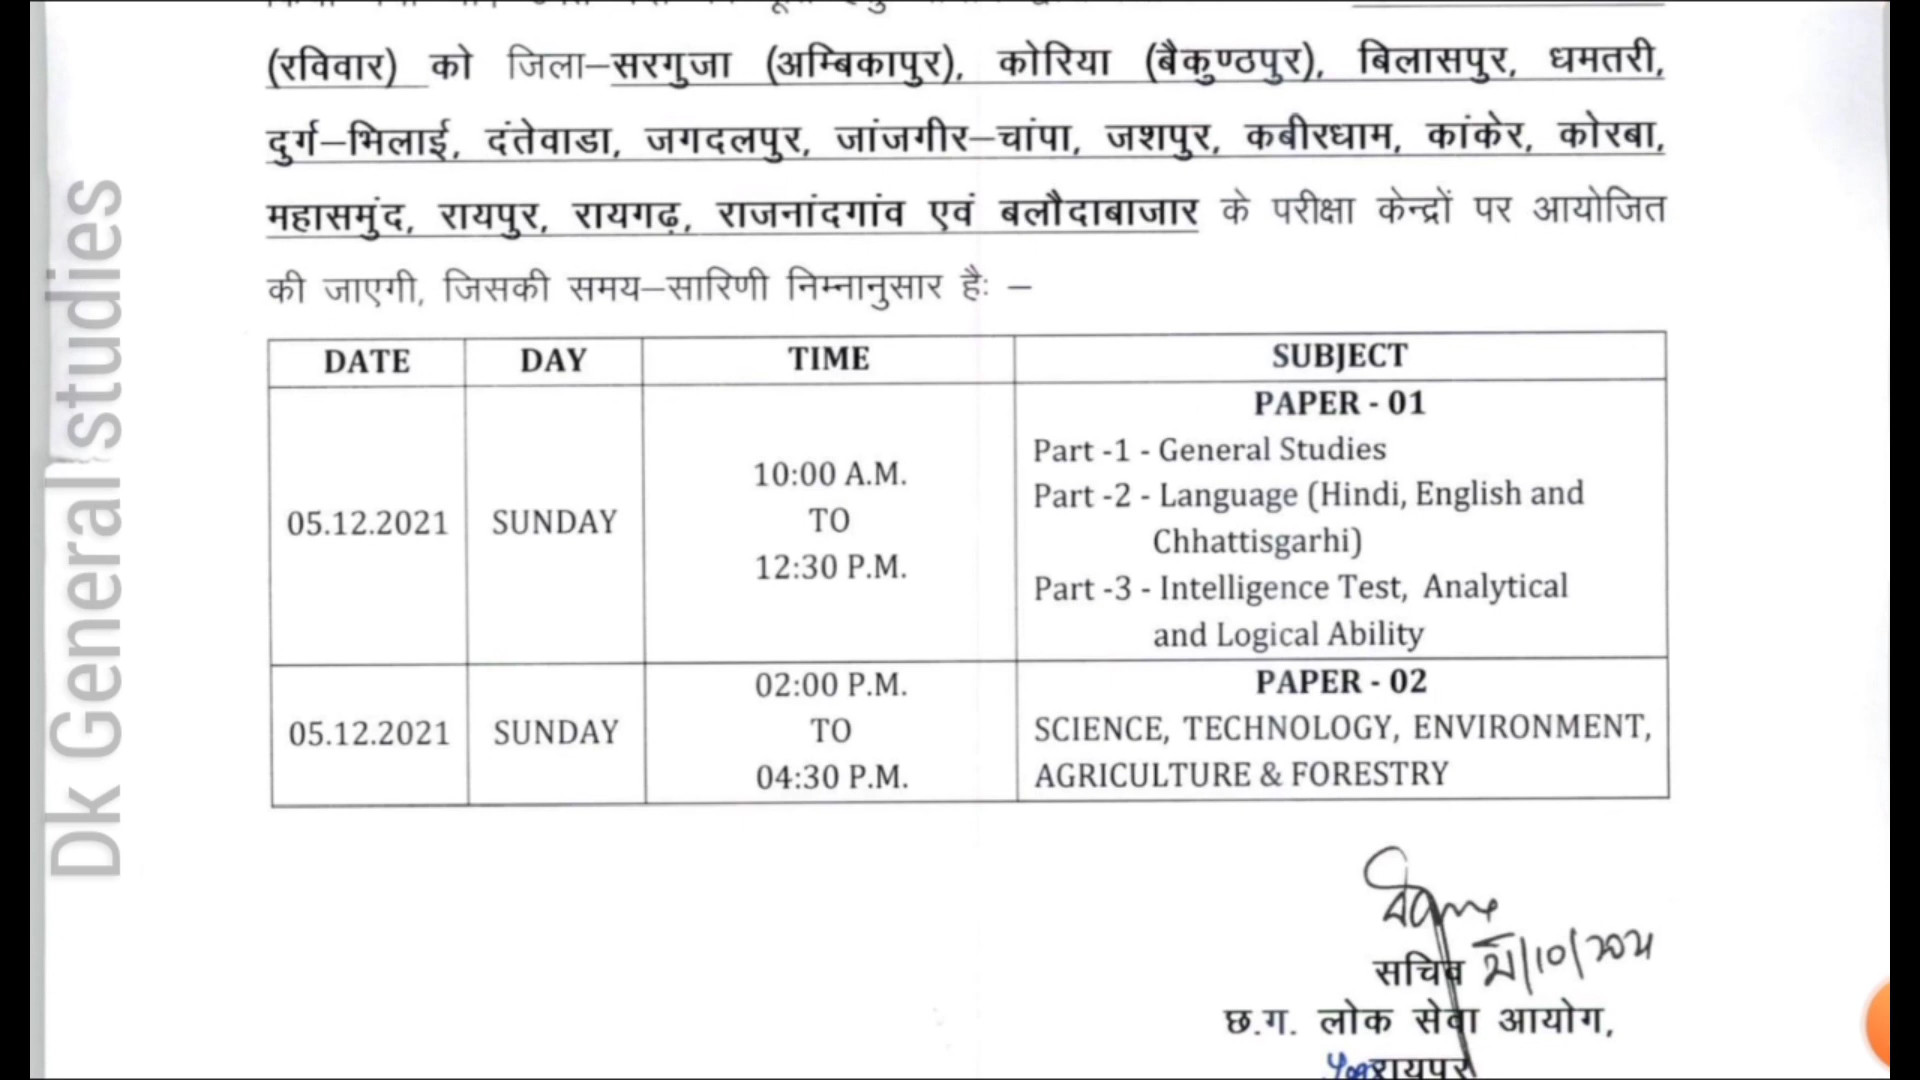 (रविवार) को जिला–सरगुजा (अम्बिकापुर), कोरिया (बैकुण्ठपुर), बिलासपुर, धमतरी,
दुर्ग–भिलाई, दंतेवाडा, जगदलपुर, जांजगीर–चांपा, जशपुर, कबीरधाम, कांकेर, कोरबा,
महासमुंद, रायपुर, रायगढ़, राजनांदगांव एवं बलौदाबाजार के परीक्षा केन्द्रों पर आयोजित
की जाएगी, जिसकी समय–सारिणी निम्नानुसार हैः –
DATE DAY TIME SUBJECT
05.12.2021 SUNDAY
10:00 A.M.
TO
12:30 P.M.
PAPER - 01
Part -1 - General Studies
Part -2 - Language (Hindi, English and
Chhattisgarhi)
Part -3 - Intelligence Test, Analytical
and Logical Ability
05.12.2021 SUNDAY
02:00 P.M.
TO
04:30 P.M.
PAPER - 02
SCIENCE, TECHNOLOGY, ENVIRONMENT,
AGRICULTURE & FORESTRY
सचिव
छ.ग. लोक सेवा आयोग,
रायपुर
Dk General studies